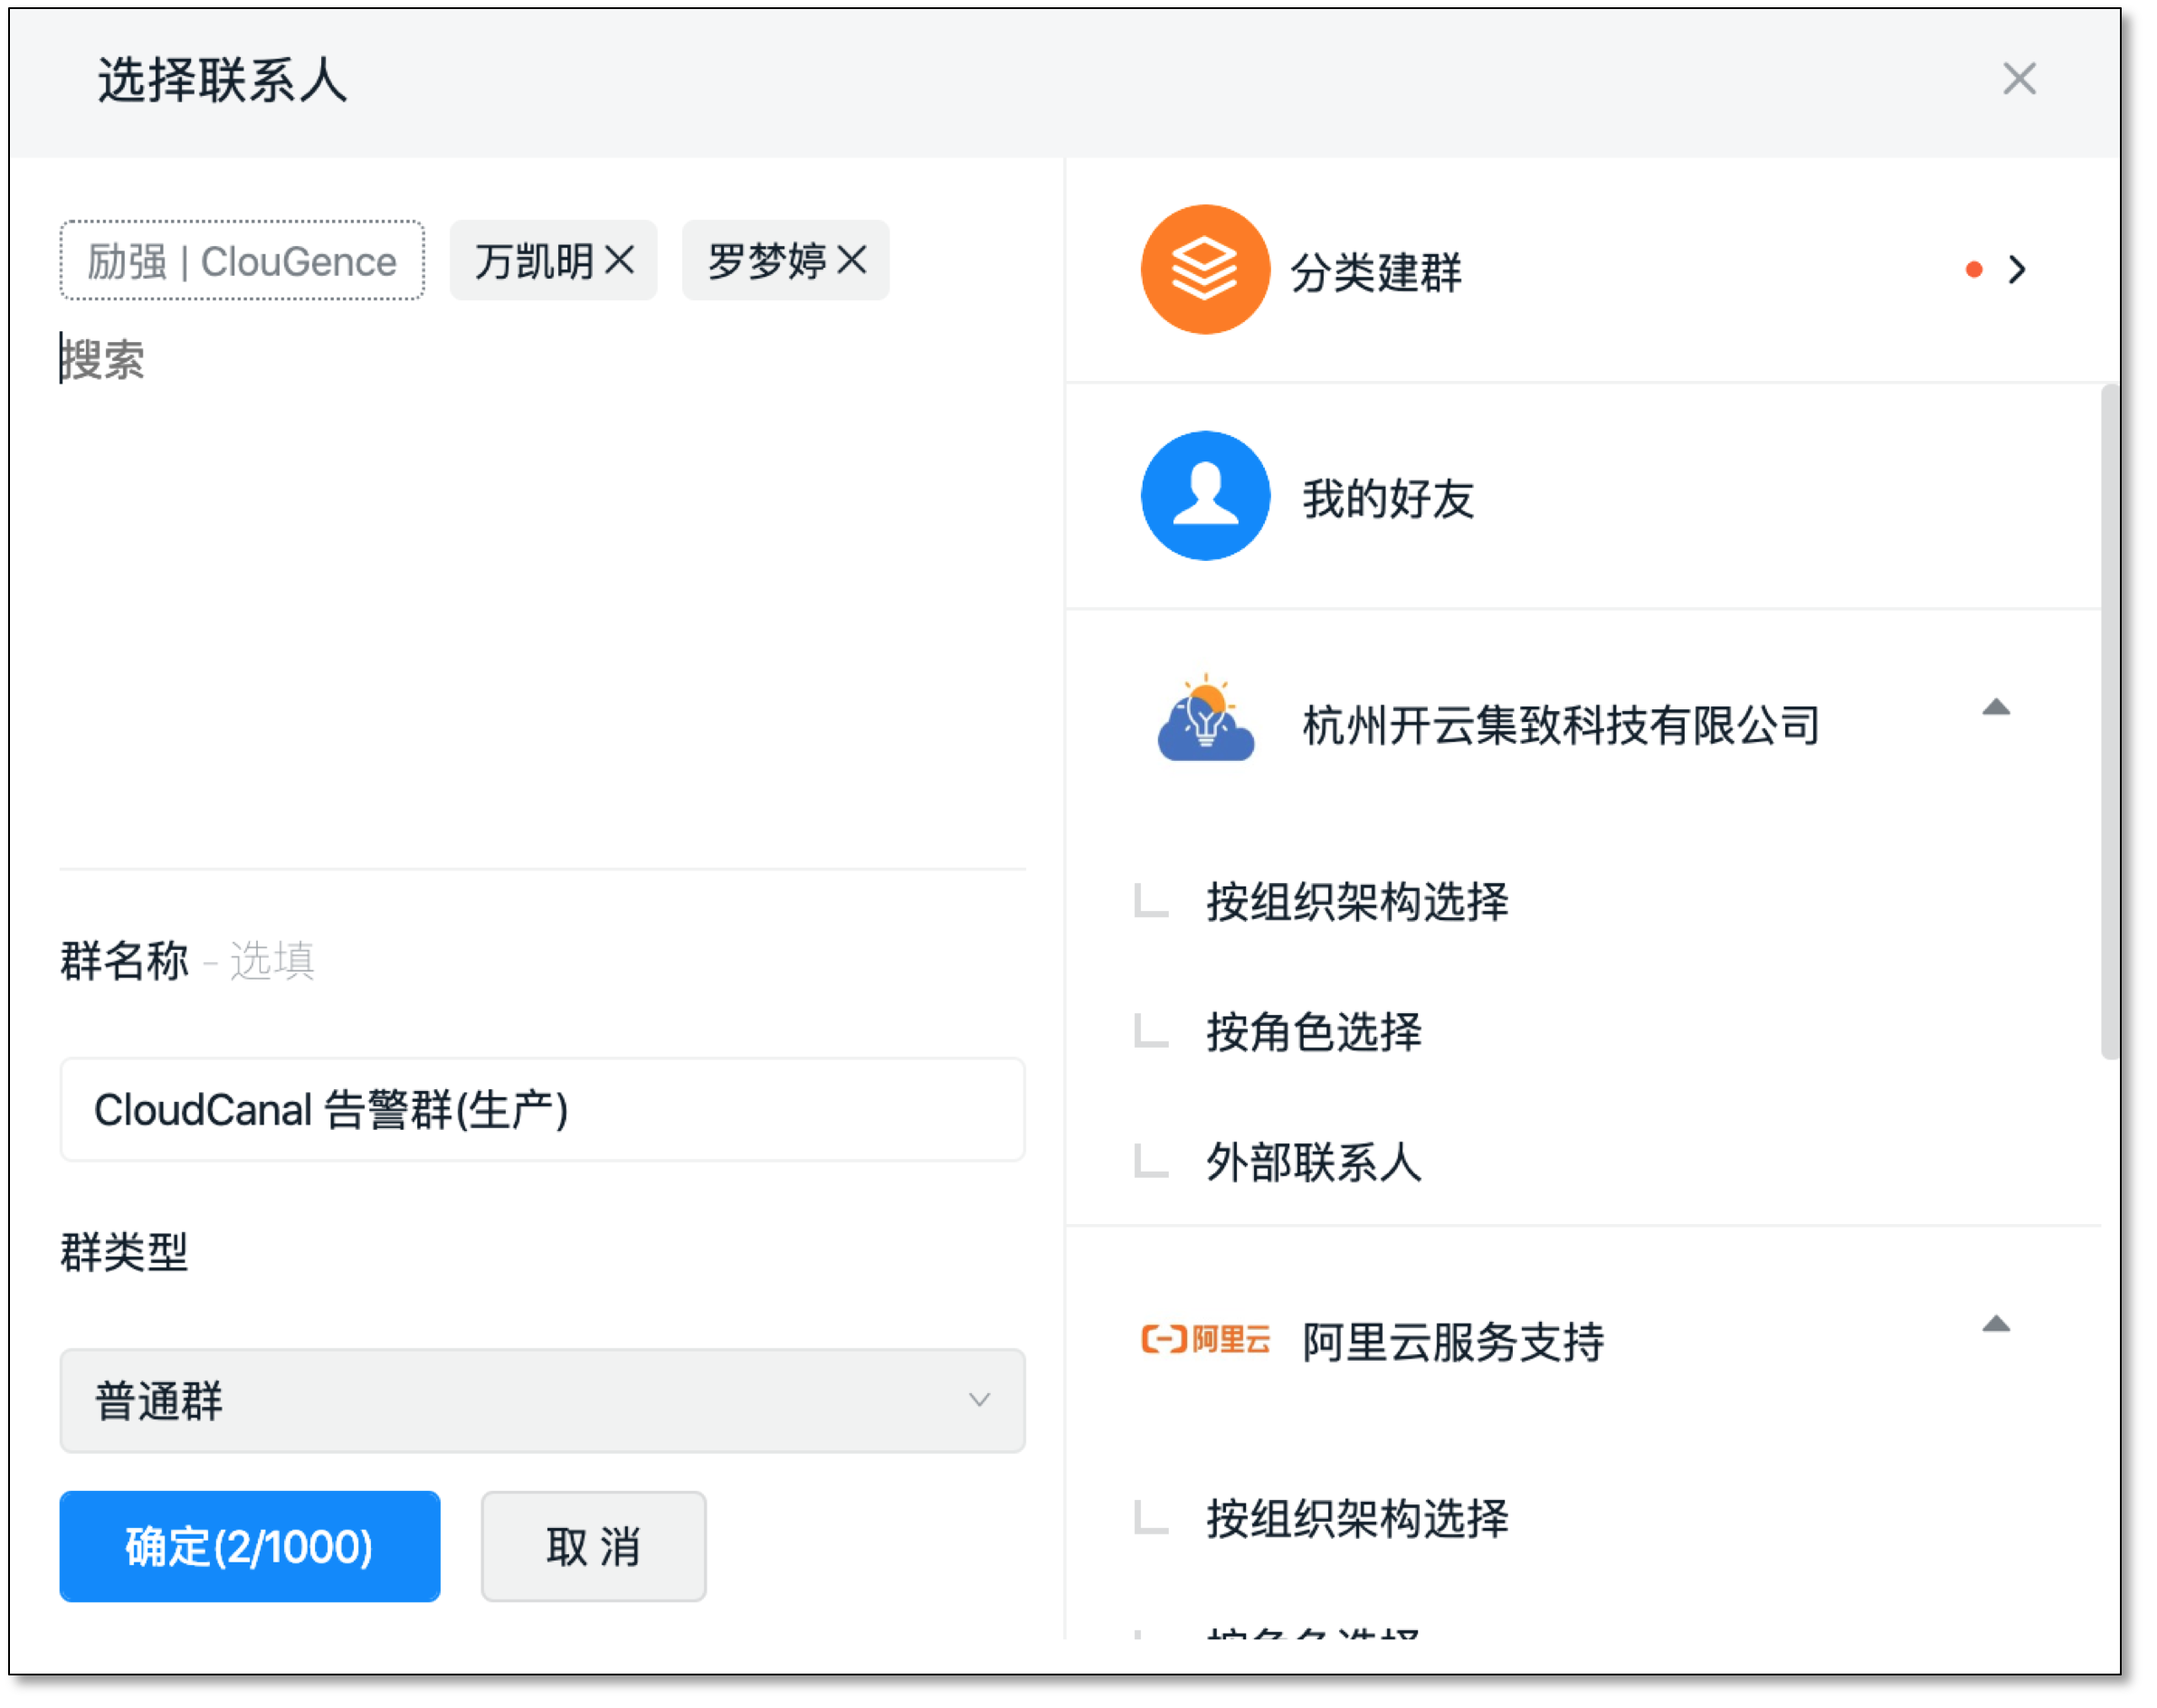 选择联系人
励强 | ClouGence
万凯明
罗梦婷
搜索
群名称 - 选填
CloudCanal 告警群(生产)
群类型
普通群
确定(2/1000)
取 消
分类建群
我的好友
杭州开云集致科技有限公司
按组织架构选择
按角色选择
外部联系人
阿里云
阿里云服务支持
按组织架构选择